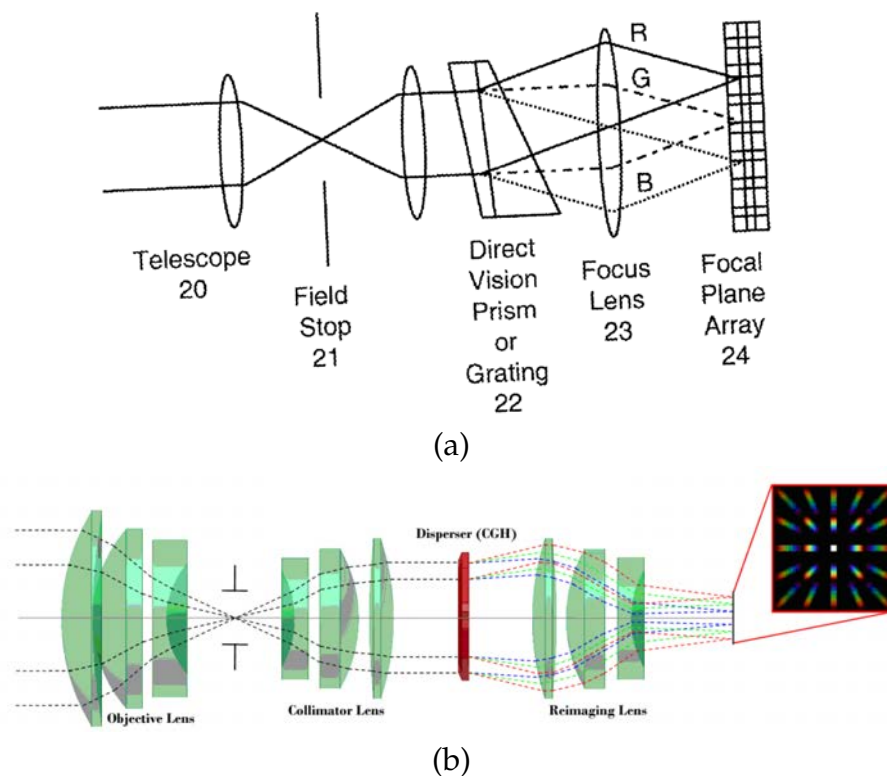 R
G
B
Telescope
20
Field
Stop
21
Direct
Vision
Prism
or
Grating
22
Focus
Lens
23
Focal
Plane
Array
24
(a)
Disperser (CGH)
Objective Lens
Collimator Lens
Reimaging Lens
(b)